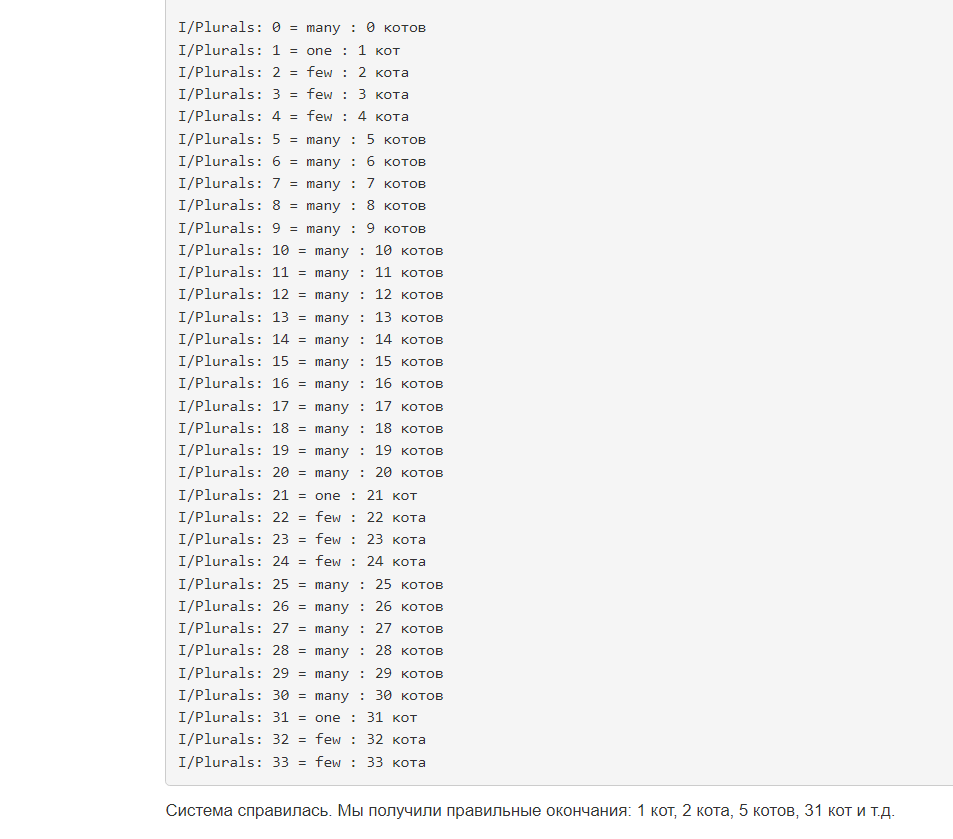 I/Plurals: 0 = many : 0 котов
I/Plurals: 1 = one : 1 кот
I/Plurals: 2 = few : 2 кота
I/Plurals: 3 = few : 3 кота
I/Plurals: 4 = few : 4 кота
I/Plurals: 5 = many : 5 котов
I/Plurals: 6 = many : 6 котов
I/Plurals: 7 = many : 7 котов
I/Plurals: 8 = many : 8 котов
I/Plurals: 9 = many : 9 котов
I/Plurals: 10 = many : 10 котов
I/Plurals: 11 = many : 11 котов
I/Plurals: 12 = many : 12 котов
I/Plurals: 13 = many : 13 котов
I/Plurals: 14 = many : 14 котов
I/Plurals: 15 = many : 15 котов
I/Plurals: 16 = many : 16 котов
I/Plurals: 17 = many : 17 котов
I/Plurals: 18 = many : 18 котов
I/Plurals: 19 = many : 19 котов
I/Plurals: 20 = many : 20 котов
I/Plurals: 21 = one : 21 кот
I/Plurals: 22 = few : 22 кота
I/Plurals: 23 = few : 23 кота
I/Plurals: 24 = few : 24 кота
I/Plurals: 25 = many : 25 котов
I/Plurals: 26 = many : 26 котов
I/Plurals: 27 = many : 27 котов
I/Plurals: 28 = many : 28 котов
I/Plurals: 29 = many : 29 котов
I/Plurals: 30 = many : 30 котов
I/Plurals: 31 = one : 31 кот
I/Plurals: 32 = few : 32 кота
I/Plurals: 33 = few : 33 кота
Система справилась. Мы получили правильные окончания: 1 кот, 2 кота, 5 котов, 31 кот и т.д.